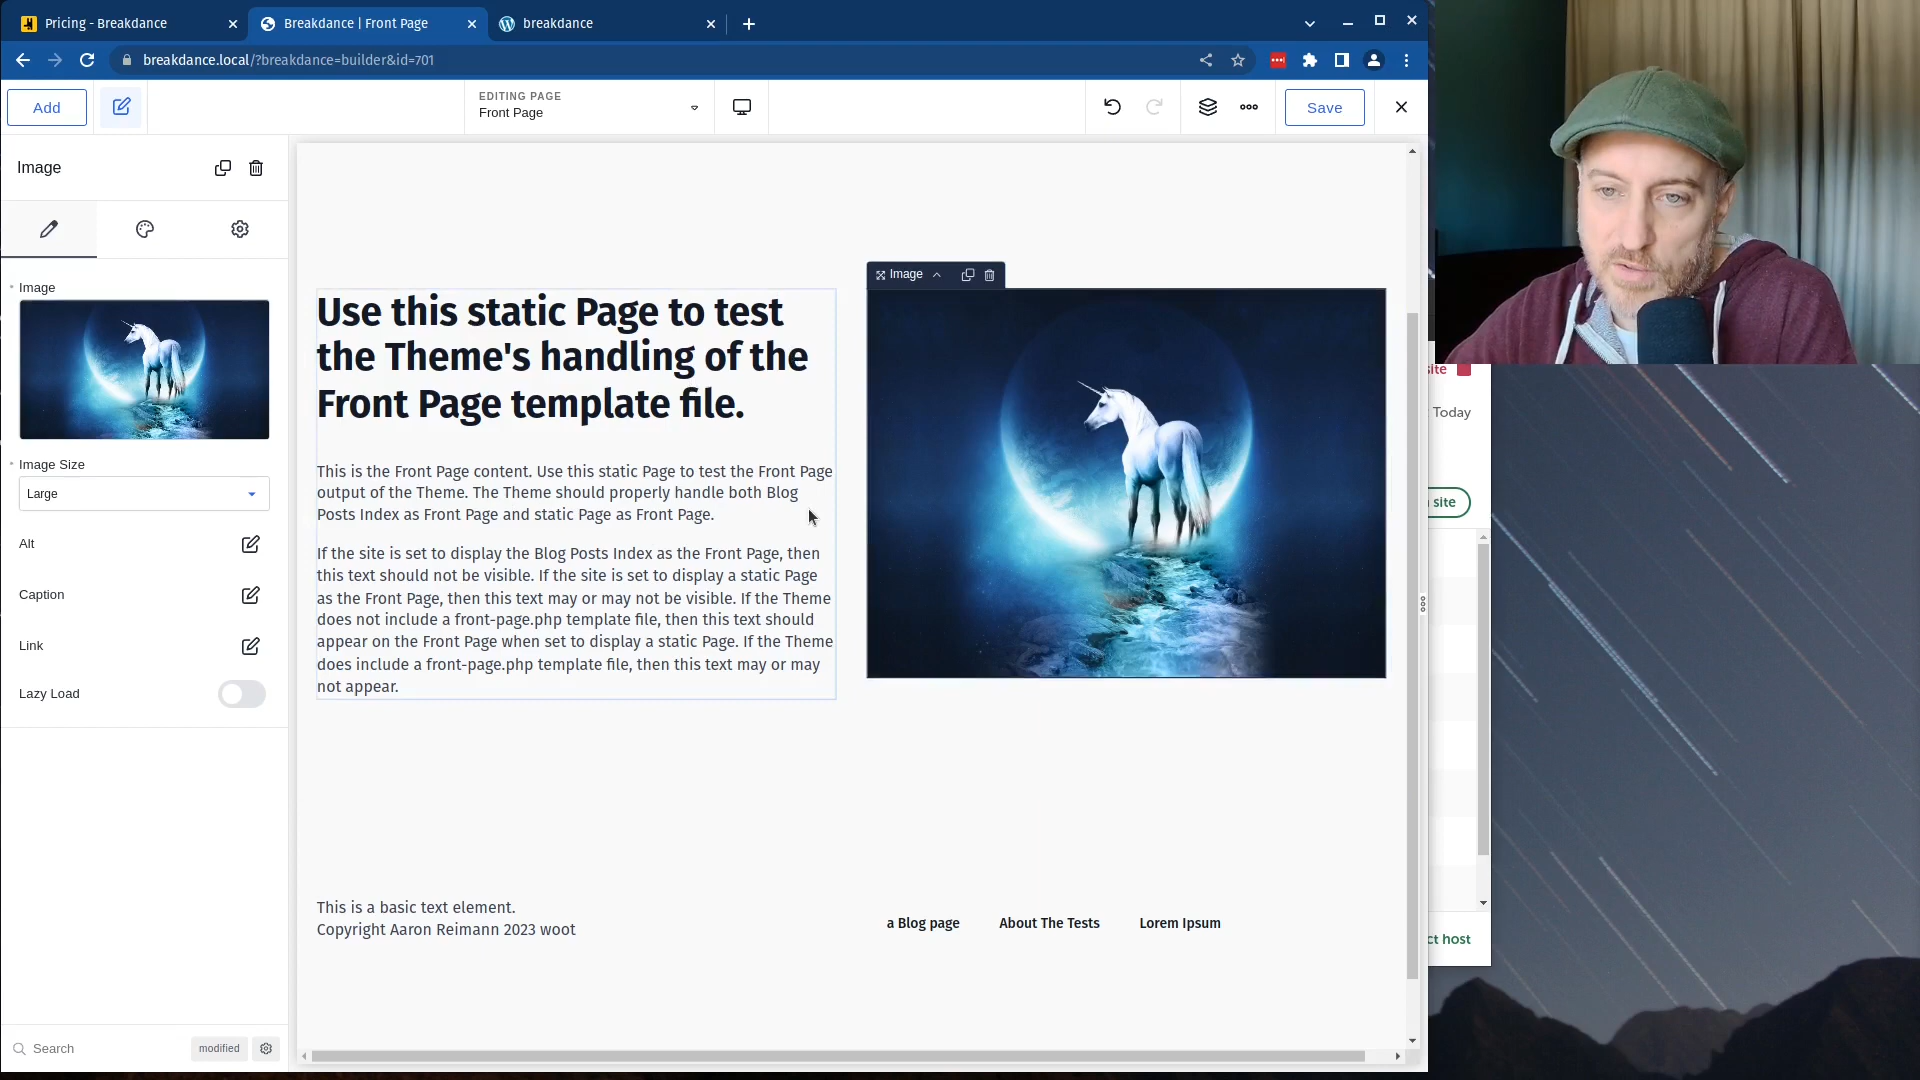 Pricing - Breakdance
Breakdance | Front Page
breakdance
breakdance.local/?breakdance=builder&id=701
Add
EDITING PAGE
Front Page
Save
Image
Image
Image Size
Large
Alt
Caption
Link
Lazy Load
Search
modified
Image
Use this static Page to test
the Theme's handling of the
Front Page template file.
This is the Front Page content. Use this static Page to test the Front Page
output of the Theme. The Theme should properly handle both Blog
Posts Index as Front Page and static Page as Front Page.
If the site is set to display the Blog Posts Index as the Front Page, then
this text should not be visible. If the site is set to display a static Page
as the Front Page, then this text may or may not be visible. If the Theme
does not include a front-page.php template file, then this text should
appear on the Front Page when set to display a static Page. If the Theme
does include a front-page.php template file, then this text may or may
not appear.
This is a basic text element.
Copyright Aaron Reimann 2023 woot
a Blog page
About The Tests
Lorem Ipsum
site
Today
site
ct host